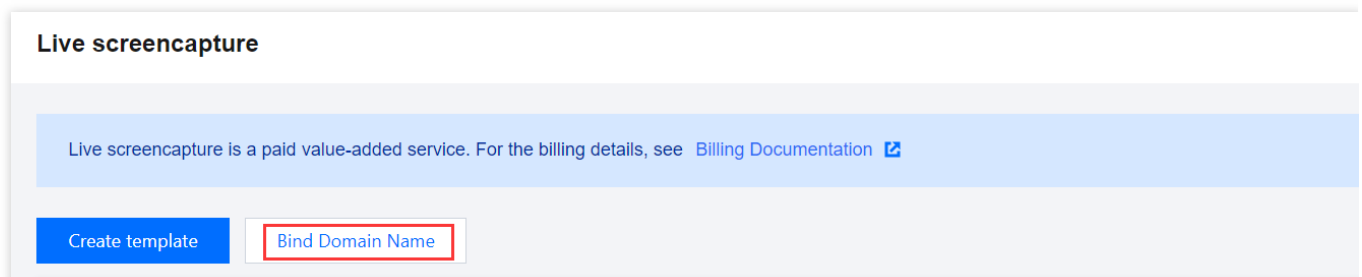 Live screencapture
Live screencapture is a paid value-added service. For the billing details, see Billing Documentation
Create template
Bind Domain Name